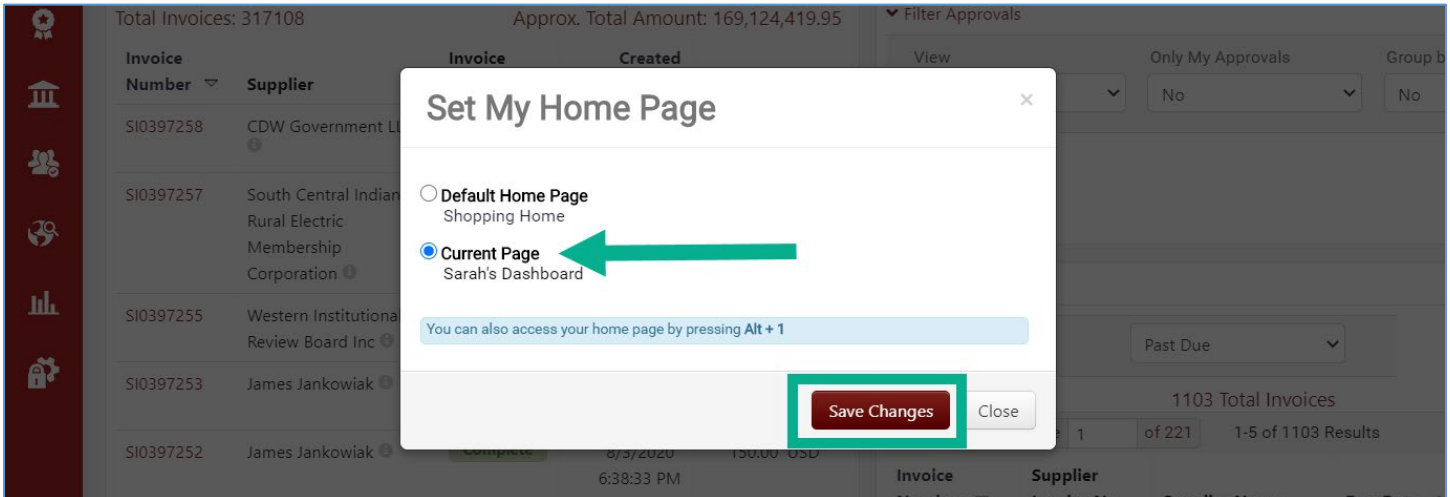 Total Invoices: 317108 Approx. Total Amount: 169,124,419.95
Filter Approvals
View Only My Approvals Group b
No No
Invoice Number Supplier Invoice Created
SI0397258 CDW Government LL
SI0397257 South Central Indian
Rural Electric
Membership
Corporation
SI0397255 Western Institutiona
Review Board Inc
SI0397253 James Jankowiak
SI0397252 James Jankowiak Complete 8/3/2020 150.00 USD
6:38:33 PM
Set My Home Page
×
Default Home Page
Shopping Home
Current Page
Sarah's Dashboard
You can also access your home page by pressing Alt + 1
Save Changes Close
Past Due
1103 Total Invoices
1 of 221 1-5 of 1103 Results
Invoice Supplier